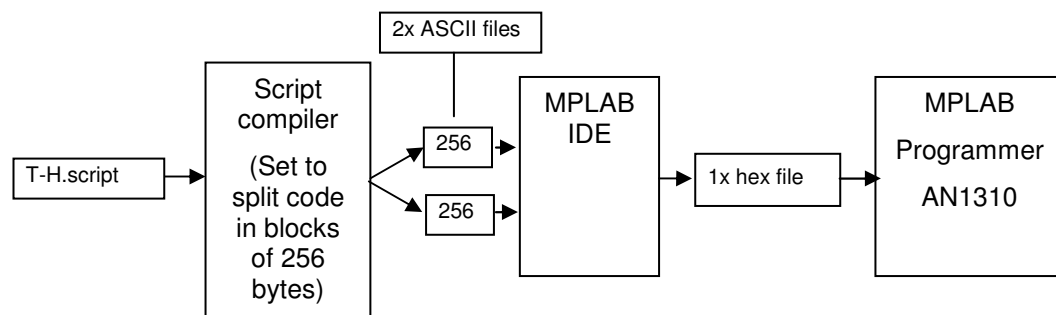 2x ASCII files
T-H.script
Script
compiler
(Set to
split code
in blocks
of 256
bytes)
256
256
MPLAB
IDE
1x hex file
MPLAB
Programmer
AN1310